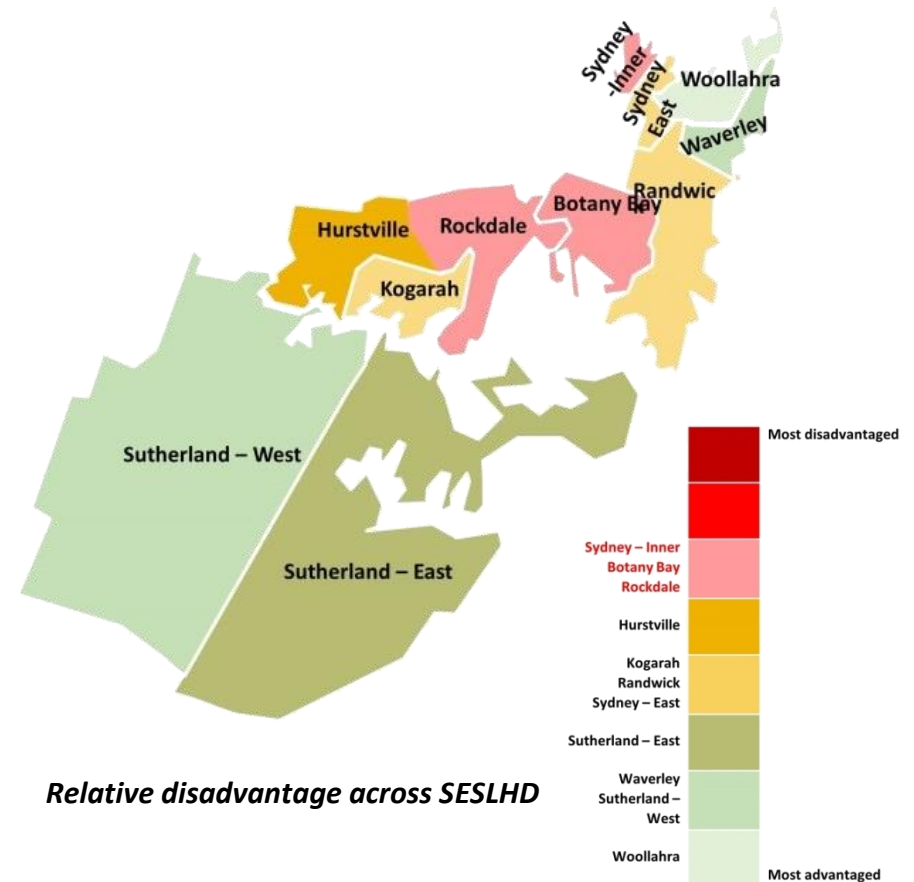 Sydney
-Inner
Sydney
East
Woollahra
Waverley
Randwic
k
Botany Bay
Rockdale
Hurstville
Kogarah
Sutherland – West
Sutherland – East
Most disadvantaged
Sydney – Inner
Botany Bay
Rockdale
Hurstville
Kogarah
Randwick
Sydney – East
Sutherland – East
Waverley
Sutherland –
West
Woollahra
Most advantaged
Relative disadvantage across SESLHD